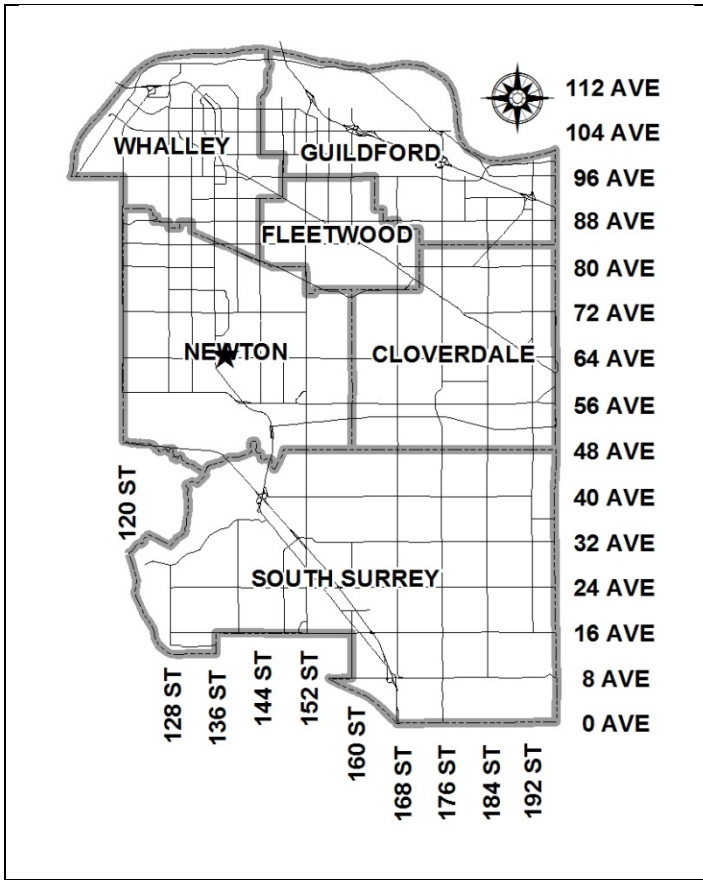 112 AVE
104 AVE
WHALLEY
GUILDFORD
96 AVE
88 AVE
FLEETWOOD
80 AVE
72 AVE
NEWTON
CLOVERDALE
64 AVE
56 AVE
48 AVE
120 ST
40 AVE
32 AVE
SOUTH SURREY
24 AVE
16 AVE
128 ST
136 ST
144 ST
152 ST
160 ST
8 AVE
0 AVE
168 ST
176 ST
184 ST
192 ST